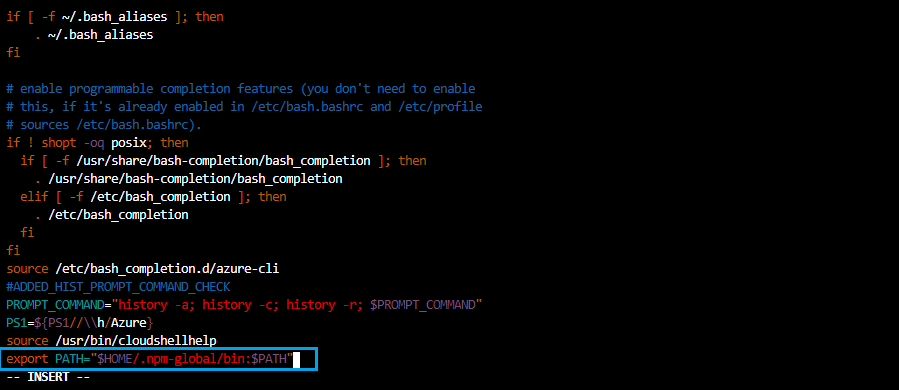 if [ -f ~/.bash_aliases ]; then
    . ~/.bash_aliases
fi

# enable programmable completion features (you don't need to enable
# this, if it's already enabled in /etc/bash.bashrc and /etc/profile
# sources /etc/bash.bashrc).
if ! shopt -oq posix; then
  if [ -f /usr/share/bash-completion/bash_completion ]; then
    . /usr/share/bash-completion/bash_completion
  elif [ -f /etc/bash_completion ]; then
    . /etc/bash_completion
  fi
fi
source /etc/bash_completion.d/azure-cli
#ADDED_HIST_PROMPT_COMMAND_CHECK
PROMPT_COMMAND="history -a; history -c; history -r; $PROMPT_COMMAND"
PS1=${PS1//\\h/Azure}
source /usr/bin/cloudshellhelp
export PATH="$HOME/.npm-global/bin:$PATH"
-- INSERT --